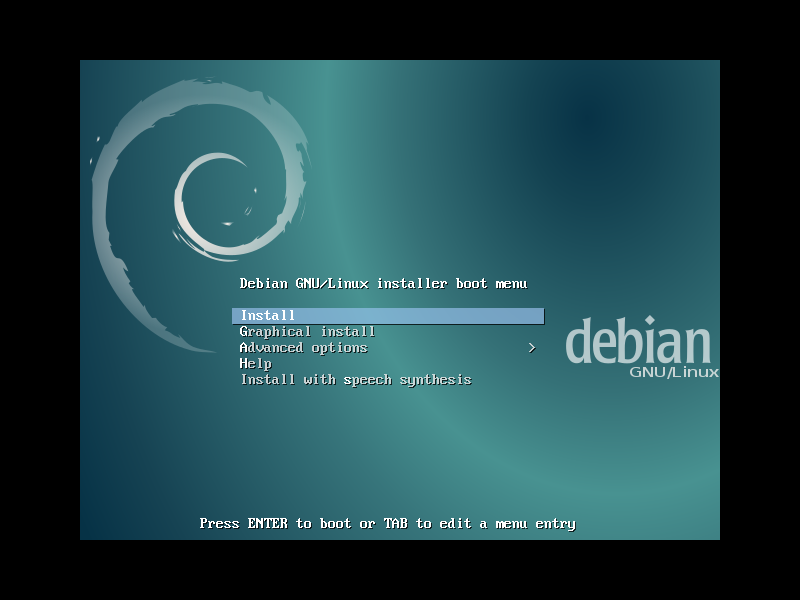 Debian GNU/Linux installer boot menu
Install
Graphical install
Advanced options >
Help
Install with speech synthesis
debian
GNU/Linux
Press ENTER to boot or TAB to edit a menu entry